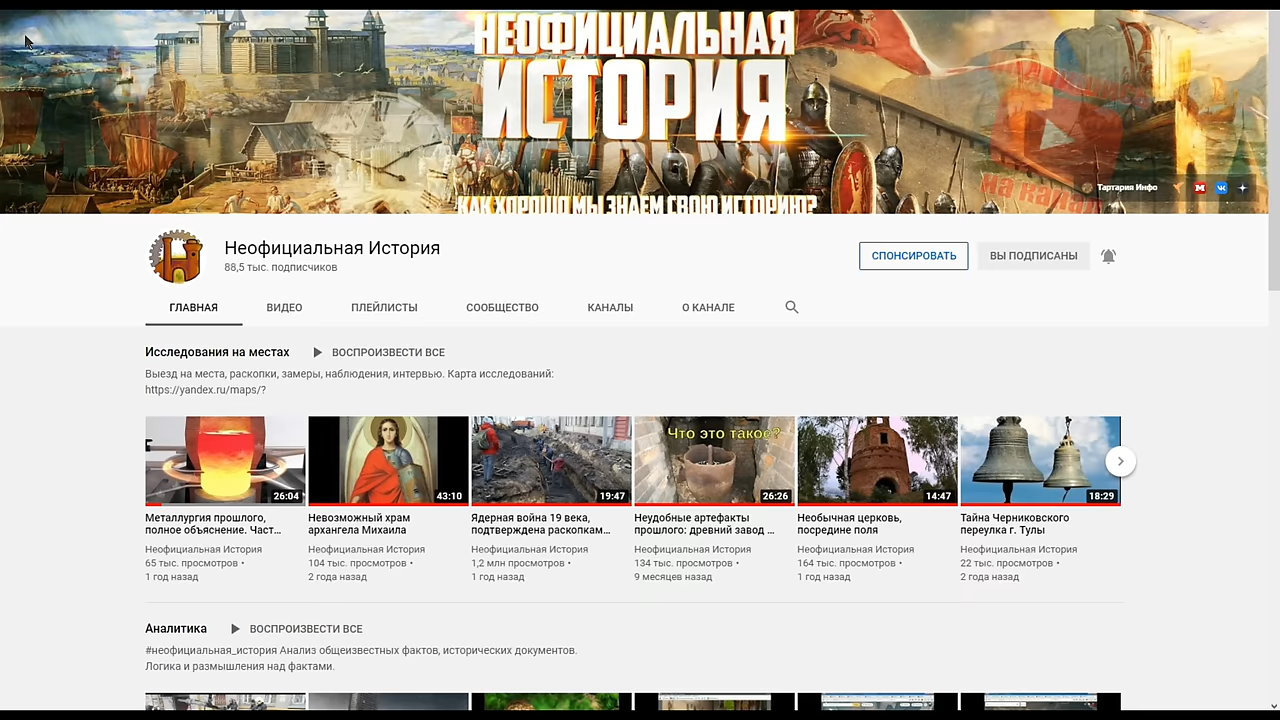 НЕОФИЦИАЛЬНАЯ
ИСТОРИЯ
КАК ХОРОШО МЫ ЗНАЕМ СВОЮ ИСТОРИЮ?
на канал
Тартария Инфо
Неофициальная История
88,5 тыс. подписчиков
СПОНСИРОВАТЬ
ВЫ ПОДПИСАНЫ
ГЛАВНАЯ ВИДЕО ПЛЕЙЛИСТЫ СООБЩЕСТВО КАНАЛЫ О КАНАЛЕ
Исследования на местах ВОСПРОИЗВЕСТИ ВСЕ
Выезд на места, раскопки, замеры, наблюдения, интервью. Карта исследований:
https://yandex.ru/maps/?
Что это такое?
26:04 43:10 19:47 26:26 14:47 18:29
Металлургия прошлого,
полное объяснение. Част...
Неофициальная История
65 тыс. просмотров •
1 год назад
Невозможный храм
архангела Михаила
Неофициальная История
104 тыс. просмотров •
2 года назад
Ядерная война 19 века,
подтверждена раскопкам...
Неофициальная История
1,2 млн просмотров •
1 год назад
Неудобные артефакты
прошлого: древний завод ...
Неофициальная История
134 тыс. просмотров •
9 месяцев назад
Необычная церковь,
посредине поля
Неофициальная История
164 тыс. просмотров •
1 год назад
Тайна Черниковского
переулка г. Тулы
Неофициальная История
22 тыс. просмотров •
2 года назад
Аналитика ВОСПРОИЗВЕСТИ ВСЕ
#неофициальная_история Анализ общеизвестных фактов, исторических документов.
Логика и размышления над фактами.